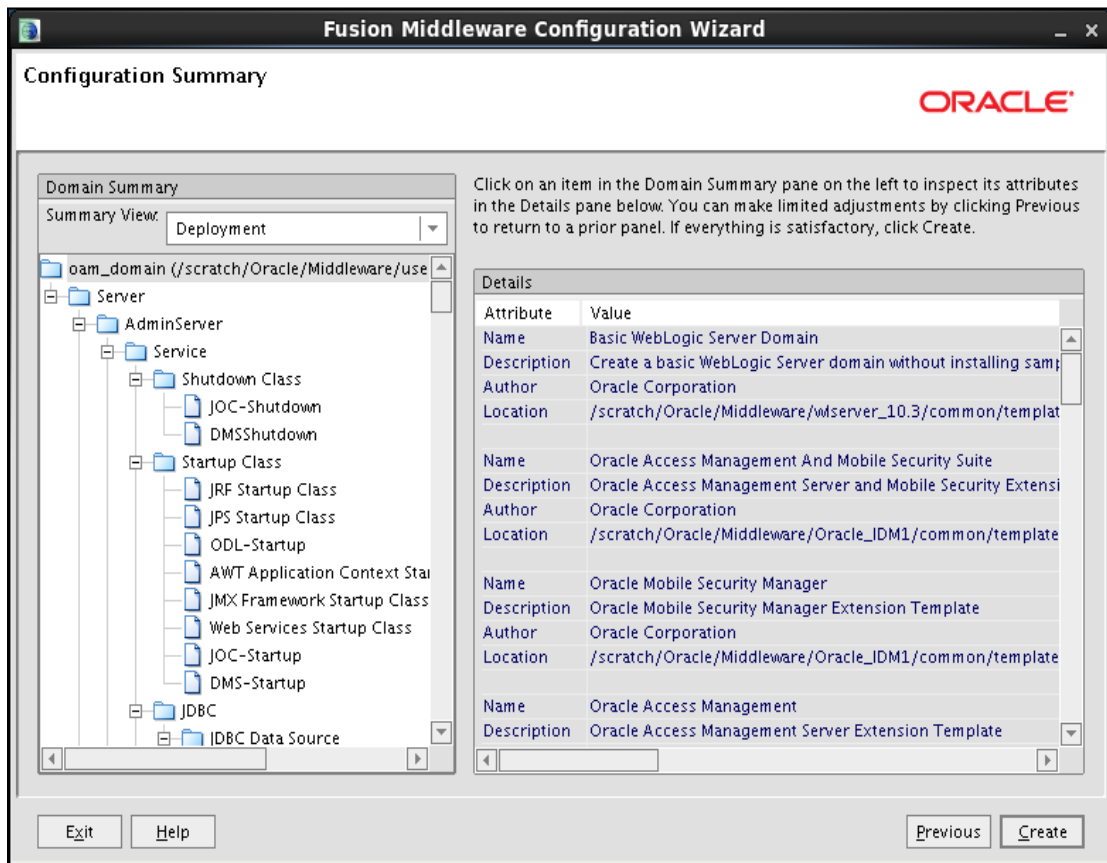 Fusion Middleware Configuration Wizard
Configuration Summary
ORACLE
Domain Summary
Summary View:
Deployment
oam_domain (/scratch/Oracle/Middleware/use
Server
AdminServer
Service
Shutdown Class
JOC-Shutdown
DMSShutdown
Startup Class
JRF Startup Class
JPS Startup Class
ODL-Startup
AWT Application Context Star
JMX Framework Startup Class
Web Services Startup Class
JOC-Startup
DMS-Startup
JDBC
JDBC Data Source
Click on an item in the Domain Summary pane on the left to inspect its attributes
in the Details pane below. You can make limited adjustments by clicking Previous
to return to a prior panel. If everything is satisfactory, click Create.
Details
Attribute Value
Name Basic WebLogic Server Domain
Description Create a basic WebLogic Server domain without installing samp
Author Oracle Corporation
Location /scratch/Oracle/Middleware/wlserver_10.3/common/templat
Name Oracle Access Management And Mobile Security Suite
Description Oracle Access Management Server and Mobile Security Extensi
Author Oracle Corporation
Location /scratch/Oracle/Middleware/Oracle_IDM1/common/template
Name Oracle Mobile Security Manager
Description Oracle Mobile Security Manager Extension Template
Author Oracle Corporation
Location /scratch/Oracle/Middleware/Oracle_IDM1/common/template
Name Oracle Access Management
Description Oracle Access Management Server Extension Template
Exit Help Previous Create